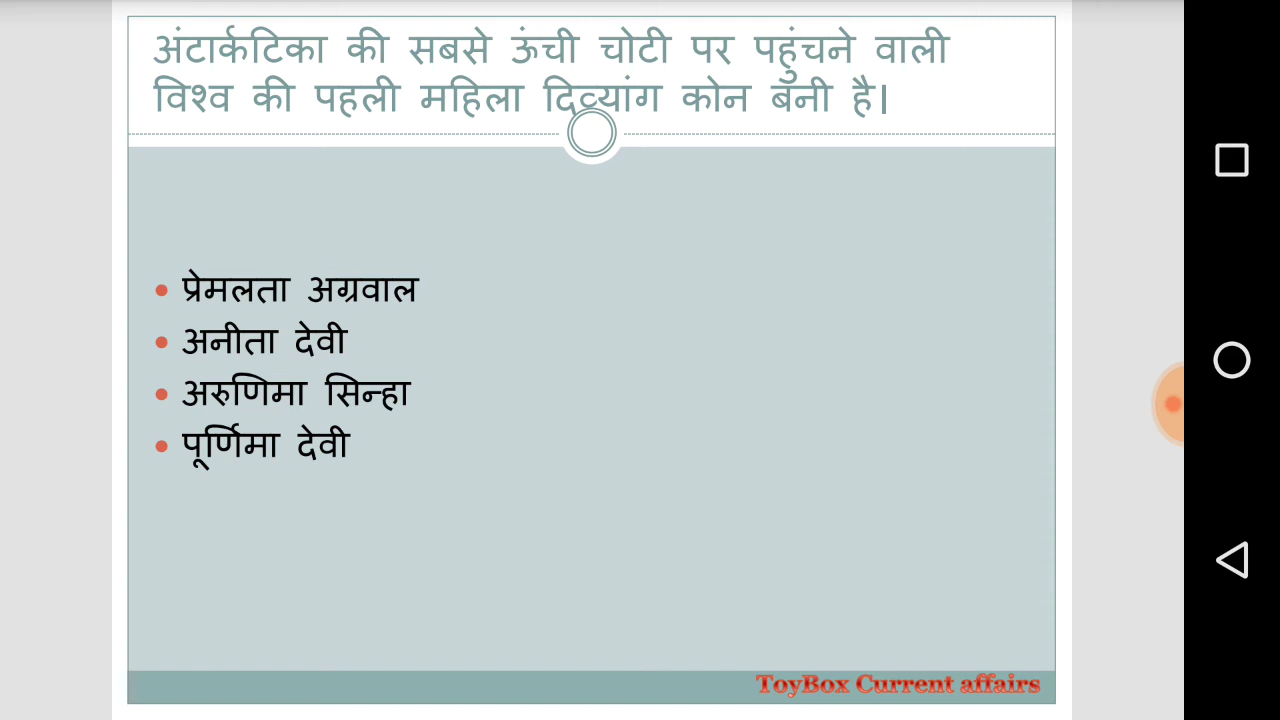 अंटार्कटिका की सबसे ऊंची चोटी पर पहुंचने वाली
विश्व की पहली महिला दिव्यांग कोन बनी है।
• प्रेमलता अग्रवाल
• अनीता देवी
• अरुणिमा सिन्हा
• पूर्णिमा देवी
ToyBox Current affairs